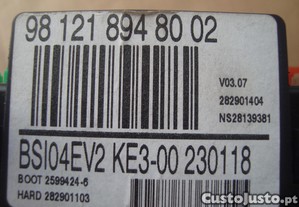 98 121 894 80 02
V03.07
282901404
NS28139381
BSI04EV2 KE3-00 230118
BOOT 2599424-6
HARD 282901103
CustoJusto.pt